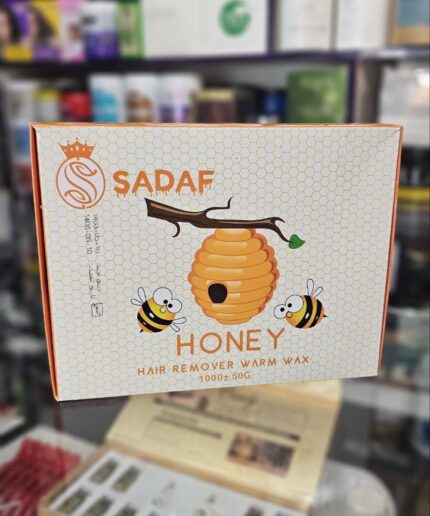 SADAF
HONEY
HAIR REMOVER WARM WAX
1000± 50G